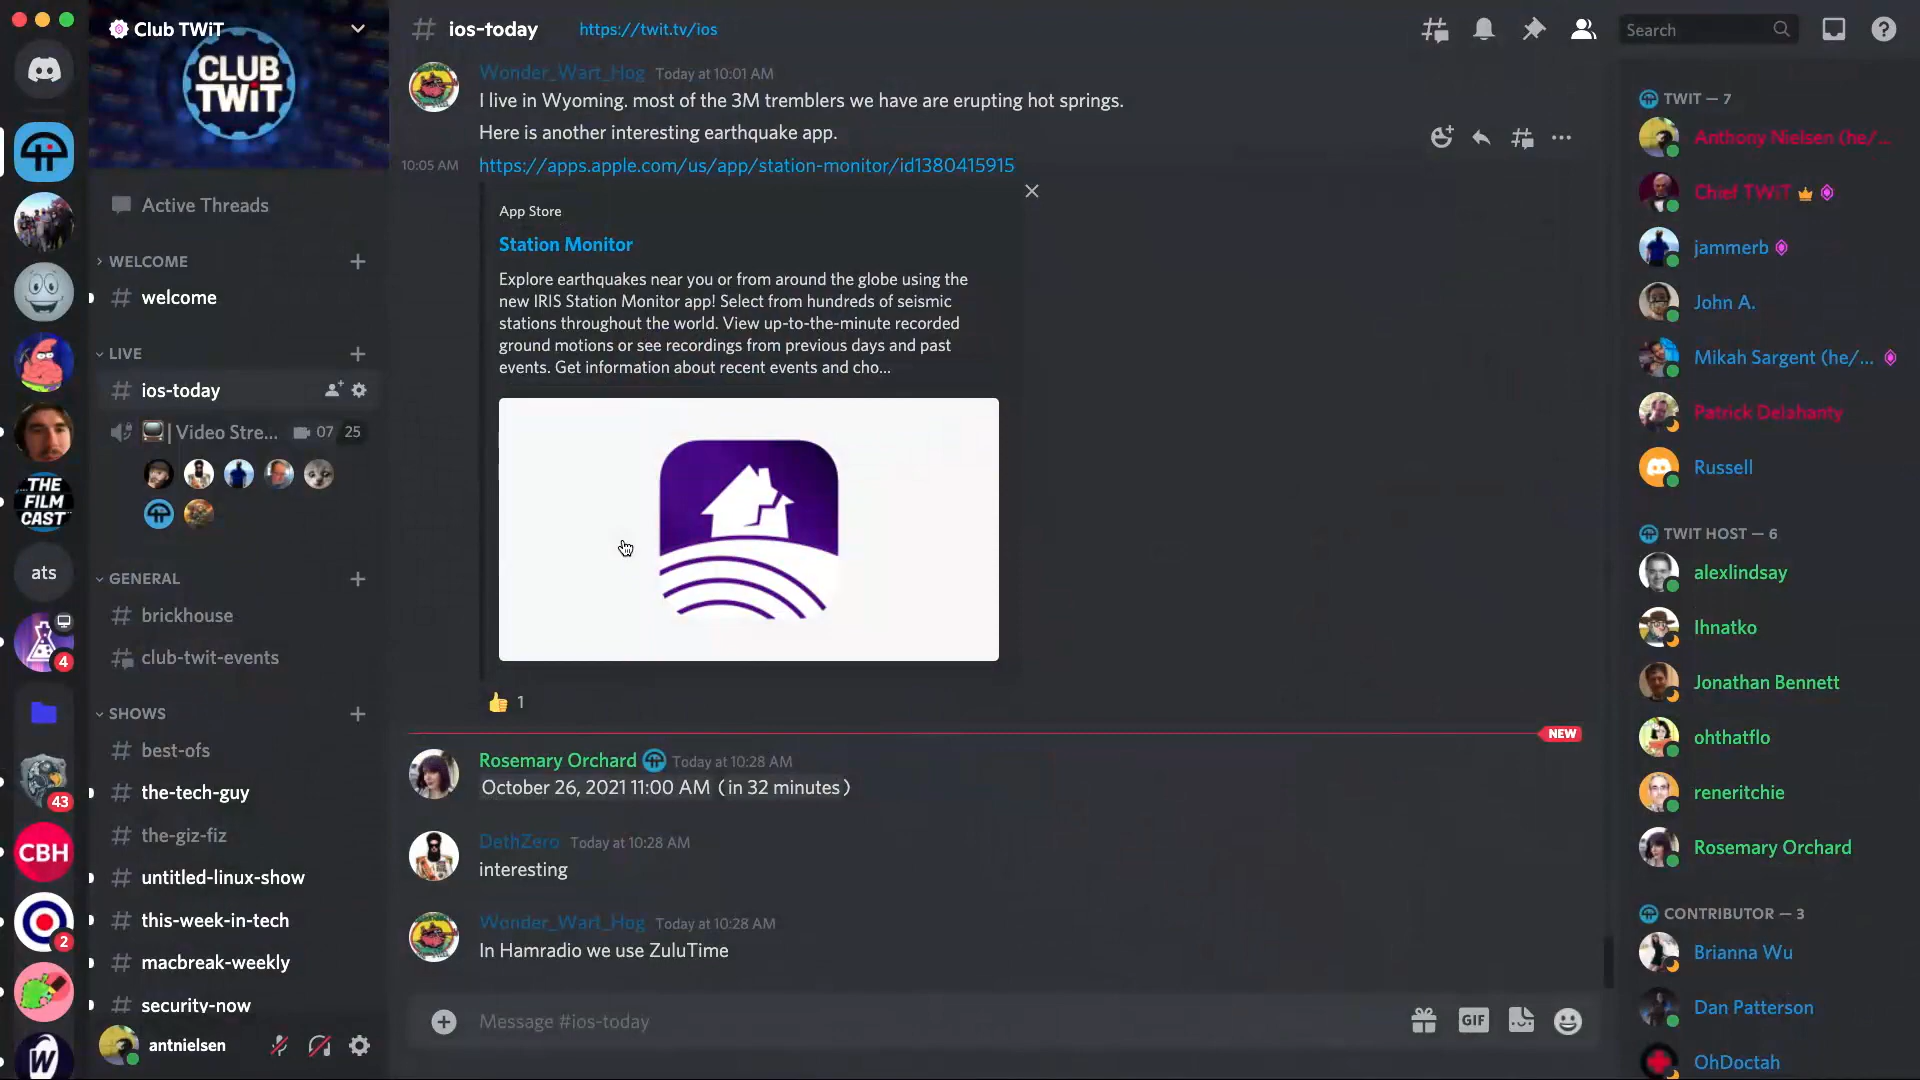 Club TWiT
CLUB
TWiT
Active Threads
WELCOME
welcome
LIVE
ios-today
| Video Stre... 07 25
GENERAL
brickhouse
club-twit-events
SHOWS
best-ofs
the-tech-guy
the-giz-fiz
untitled-linux-show
this-week-in-tech
macbreak-weekly
security-now
antnielsen
THE
FILM
CAST
ats
4
43
CBH
2
W
ios-today https://twit.tv/ios
Search
Wonder_Wart_Hog Today at 10:01 AM
I live in Wyoming. most of the 3M tremblers we have are erupting hot springs.
Here is another interesting earthquake app.
10:05 AM https://apps.apple.com/us/app/station-monitor/id1380415915
App Store
Station Monitor
Explore earthquakes near you or from around the globe using the
new IRIS Station Monitor app! Select from hundreds of seismic
stations throughout the world. View up-to-the-minute recorded
ground motions or see recordings from previous days and past
events. Get information about recent events and cho...
👍 1
NEW
Rosemary Orchard Today at 10:28 AM
October 26, 2021 11:00 AM (in 32 minutes)
DethZero Today at 10:28 AM
interesting
Wonder_Wart_Hog Today at 10:28 AM
In Hamradio we use ZuluTime
Message #ios-today
GIF
TWIT — 7
Anthony Nielsen (he/...
Chief TWiT
jammerb
John A.
Mikah Sargent (he/...
Patrick Delahanty
Russell
TWIT HOST — 6
alexlindsay
Ihnatko
Jonathan Bennett
ohthatflo
reneritchie
Rosemary Orchard
CONTRIBUTOR — 3
Brianna Wu
Dan Patterson
OhDoctah